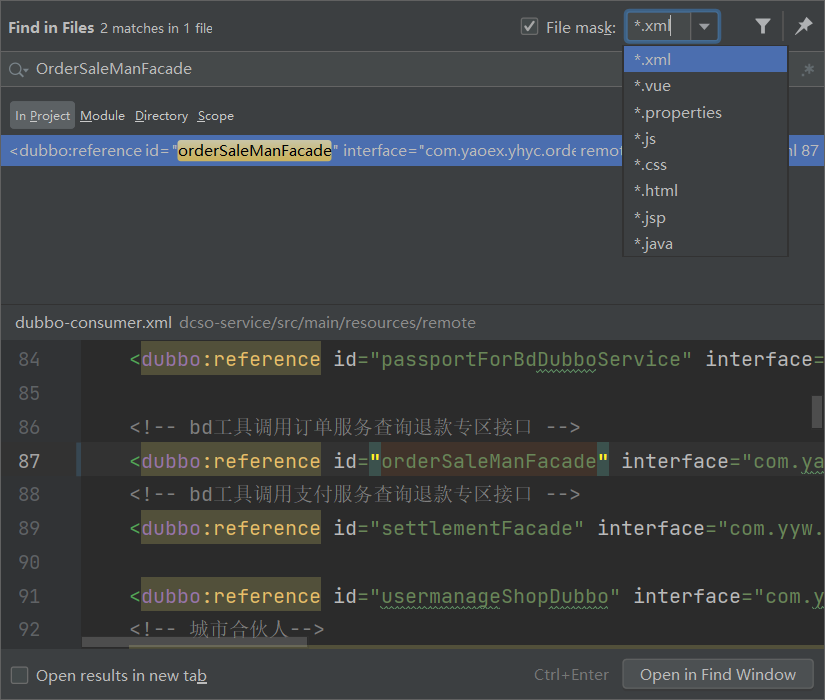 Find in Files 2 matches in 1 file File mask: *.xml
OrderSaleManFacade .*
In Project Module Directory Scope
<dubbo:reference id="orderSaleManFacade" interface="com.yaoex.yhyc.orde remot l 87
*.xml
*.vue
*.properties
*.js
*.css
*.html
*.jsp
*.java
dubbo-consumer.xml dcso-service/src/main/resources/remote
84 <dubbo:reference id="passportForBdDubboService" interface=
85
86 <!-- bd工具调用订单服务查询退款专区接口 -->
87 <dubbo:reference id="orderSaleManFacade" interface="com.ya
88 <!-- bd工具调用支付服务查询退款专区接口 -->
89 <dubbo:reference id="settlementFacade" interface="com.yyw.
90
91 <dubbo:reference id="usermanageShopDubbo" interface="com.y
92 <!-- 城市合伙人-->
Open results in new tab Ctrl+Enter Open in Find Window